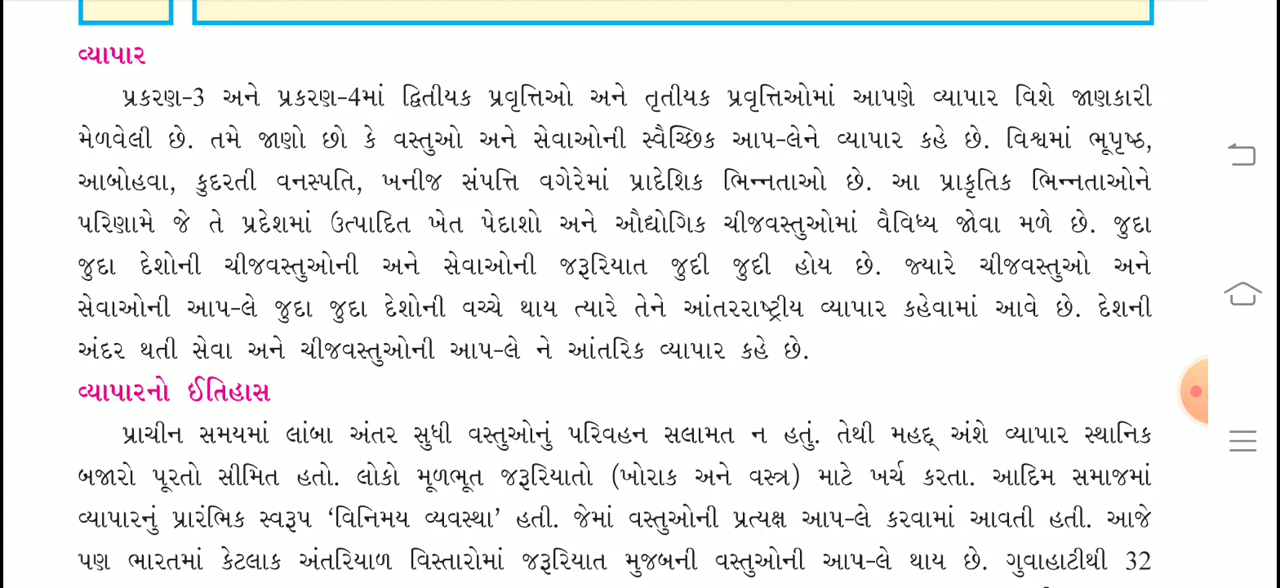 વ્યાપાર
પ્રકરણ-3 અને પ્રકરણ-4માં દ્વિતીયક પ્રવૃત્તિઓ અને તૃતીયક પ્રવૃત્તિઓમાં આપણે વ્યાપાર વિશે જાણકારી
મેળવેલી છે. તમે જાણો છો કે વસ્તુઓ અને સેવાઓની સ્વૈચ્છિક આપ-લેને વ્યાપાર કહે છે. વિશ્વમાં ભૂપૃષ્ઠ,
આબોહવા, કુદરતી વનસ્પતિ, ખનીજ સંપત્તિ વગેરેમાં પ્રાદેશિક ભિન્નતાઓ છે. આ પ્રાકૃતિક ભિન્નતાઓને
પરિણામે જે તે પ્રદેશમાં ઉત્પાદિત ખેત પેદાશો અને ઔદ્યોગિક ચીજવસ્તુઓમાં વૈવિધ્ય જોવા મળે છે. જુદા
જુદા દેશોની ચીજવસ્તુઓની અને સેવાઓની જરૂરિયાત જુદી જુદી હોય છે. જ્યારે ચીજવસ્તુઓ અને
સેવાઓની આપ-લે જુદા જુદા દેશોની વચ્ચે થાય ત્યારે તેને આંતરરાષ્ટ્રીય વ્યાપાર કહેવામાં આવે છે. દેશની
અંદર થતી સેવા અને ચીજવસ્તુઓની આપ-લે ને આંતરિક વ્યાપાર કહે છે.
વ્યાપારનો ઈતિહાસ
પ્રાચીન સમયમાં લાંબા અંતર સુધી વસ્તુઓનું પરિવહન સલામત ન હતું. તેથી મહદ્ અંશે વ્યાપાર સ્થાનિક
બજારો પૂરતો સીમિત હતો. લોકો મૂળભૂત જરૂરિયાતો (ખોરાક અને વસ્ત્ર) માટે ખર્ચ કરતા. આદિમ સમાજમાં
વ્યાપારનું પ્રારંભિક સ્વરૂપ ‘વિનિમય વ્યવસ્થા’ હતી. જેમાં વસ્તુઓની પ્રત્યક્ષ આપ-લે કરવામાં આવતી હતી. આજે
પણ ભારતમાં કેટલાક અંતરિયાળ વિસ્તારોમાં જરૂરિયાત મુજબની વસ્તુઓની આપ-લે થાય છે. ગુવાહાટીથી 32